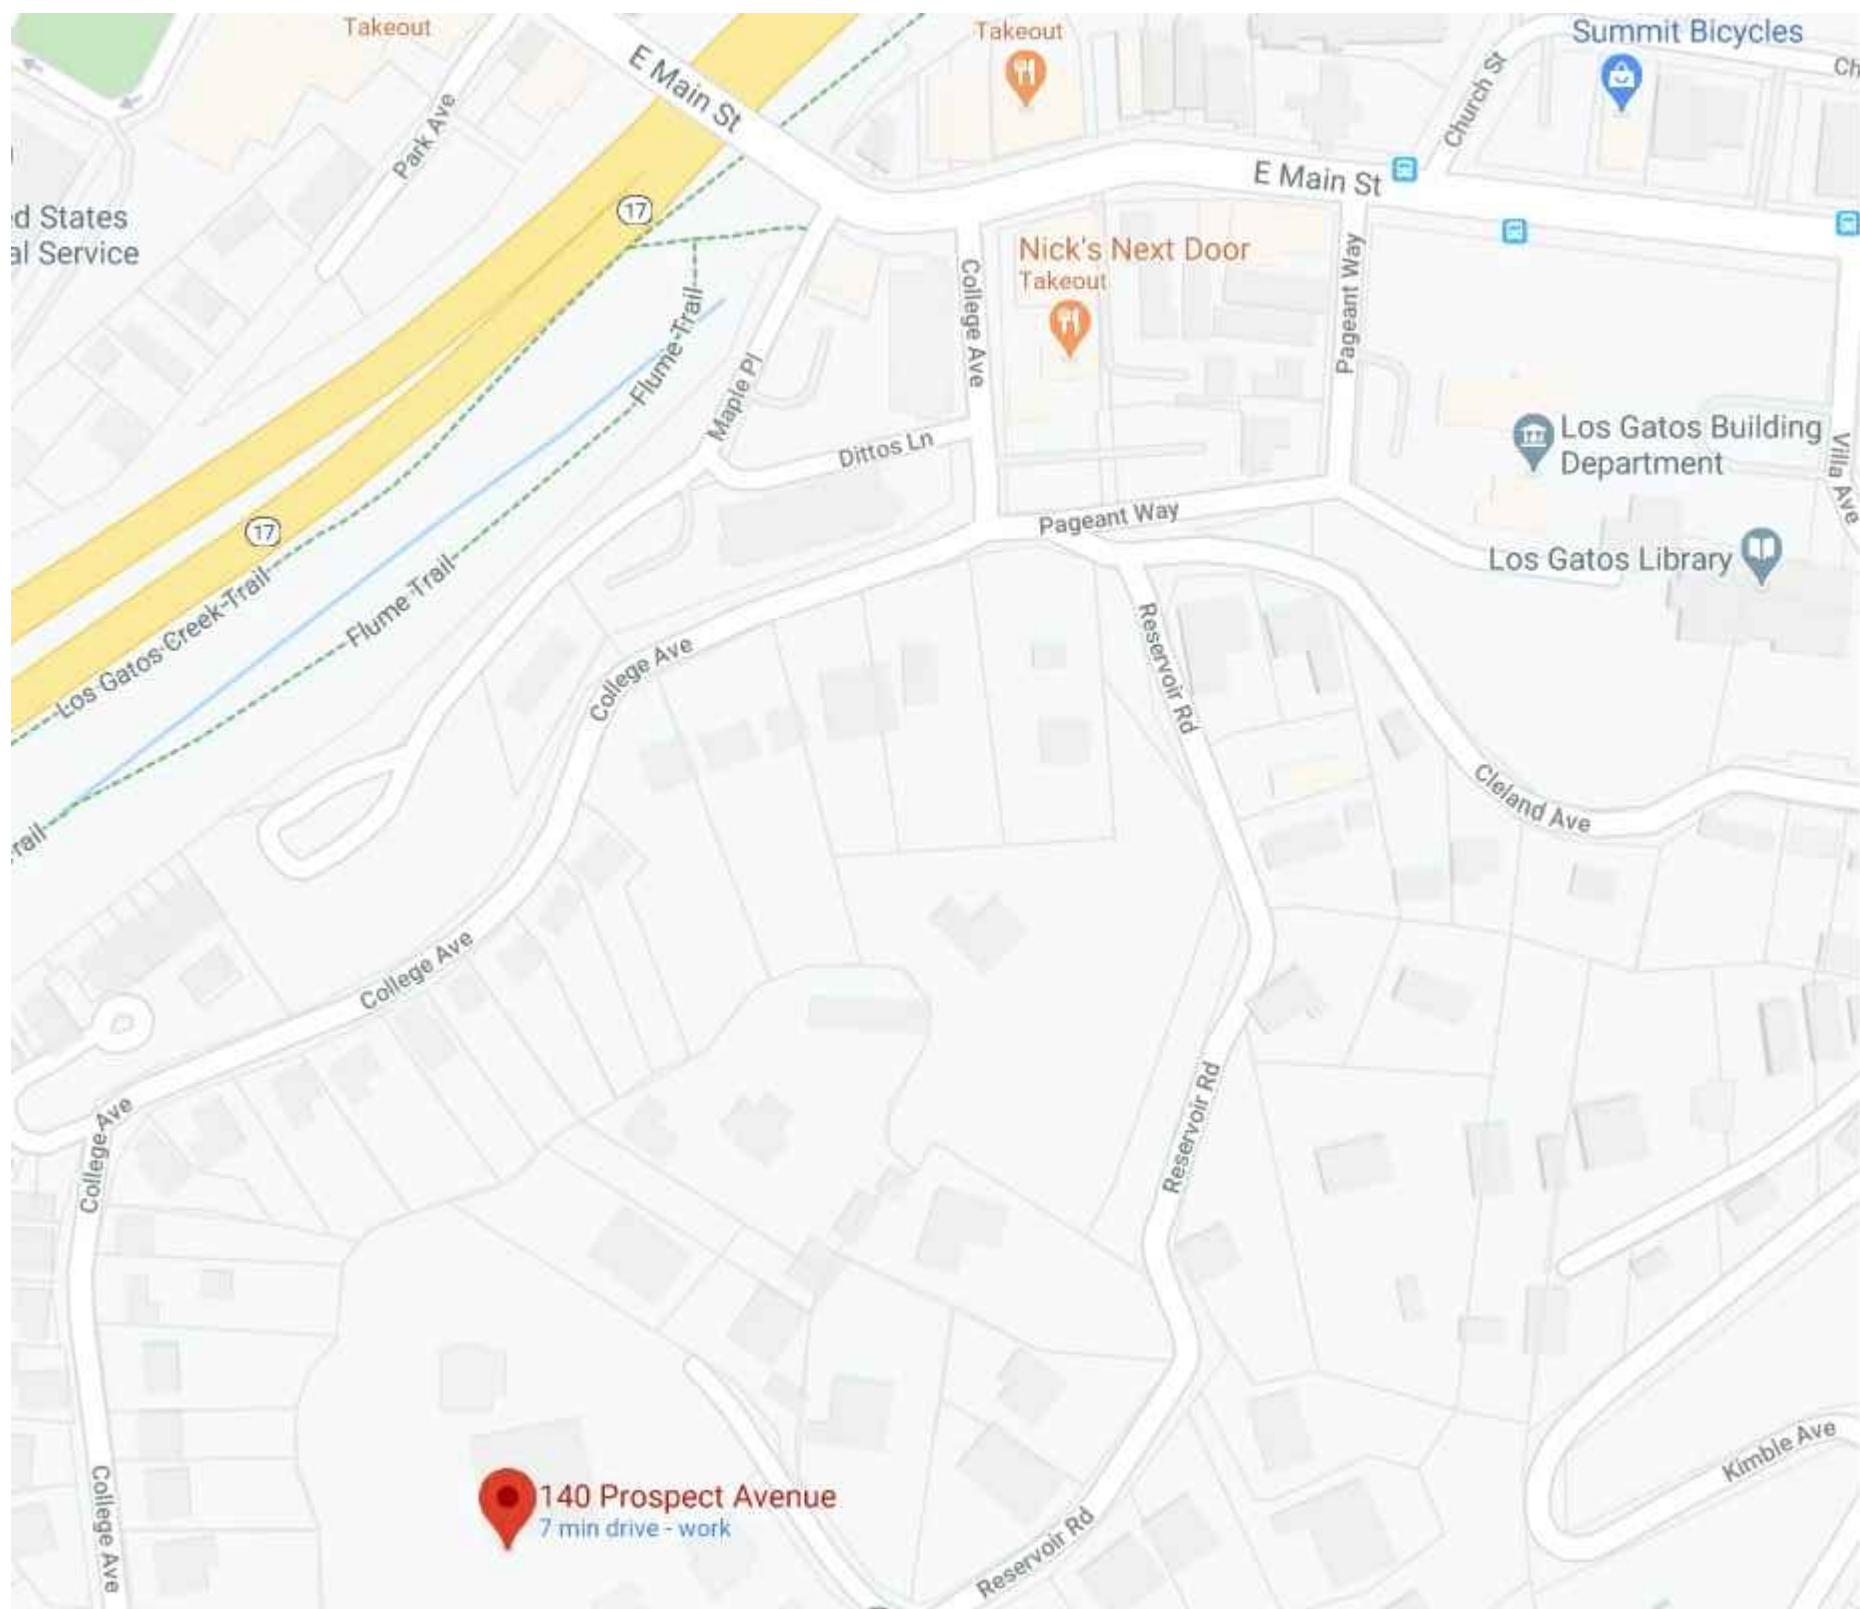 Takeout
Takeout
Summit Bicycles
E Main St
Church St
Ch
Park Ave
E Main St
17
ed States
al Service
Nick's Next Door
Takeout
College Ave
Pageant Way
Flume Trail
Maple Pl
Dittos Ln
Los Gatos Building
Department
Villa Ave
17
Pageant Way
Los Gatos Library
Los Gatos Creek Trail
Flume Trail
College Ave
Reservoir Rd
Cleland Ave
rail
College Ave
College Ave
Reservoir Rd
Kimble Ave
College Ave
140 Prospect Avenue
7 min drive - work
Reservoir Rd